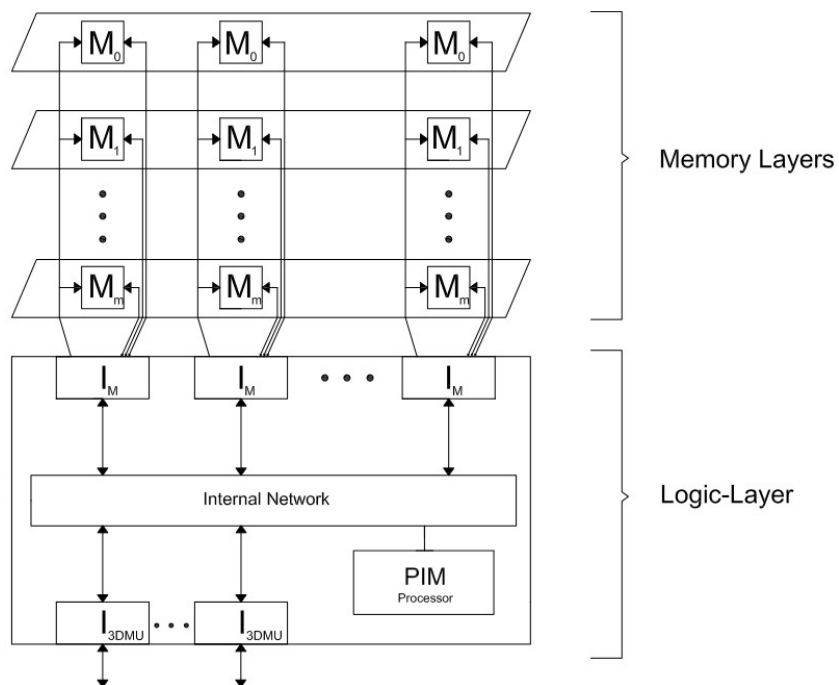 M0 M0 M0
M1 M1 M1
Memory Layers
Mm Mm Mm
IM IM IM
Internal Network
Logic-Layer
PIM
Processor
I3DMU I3DMU